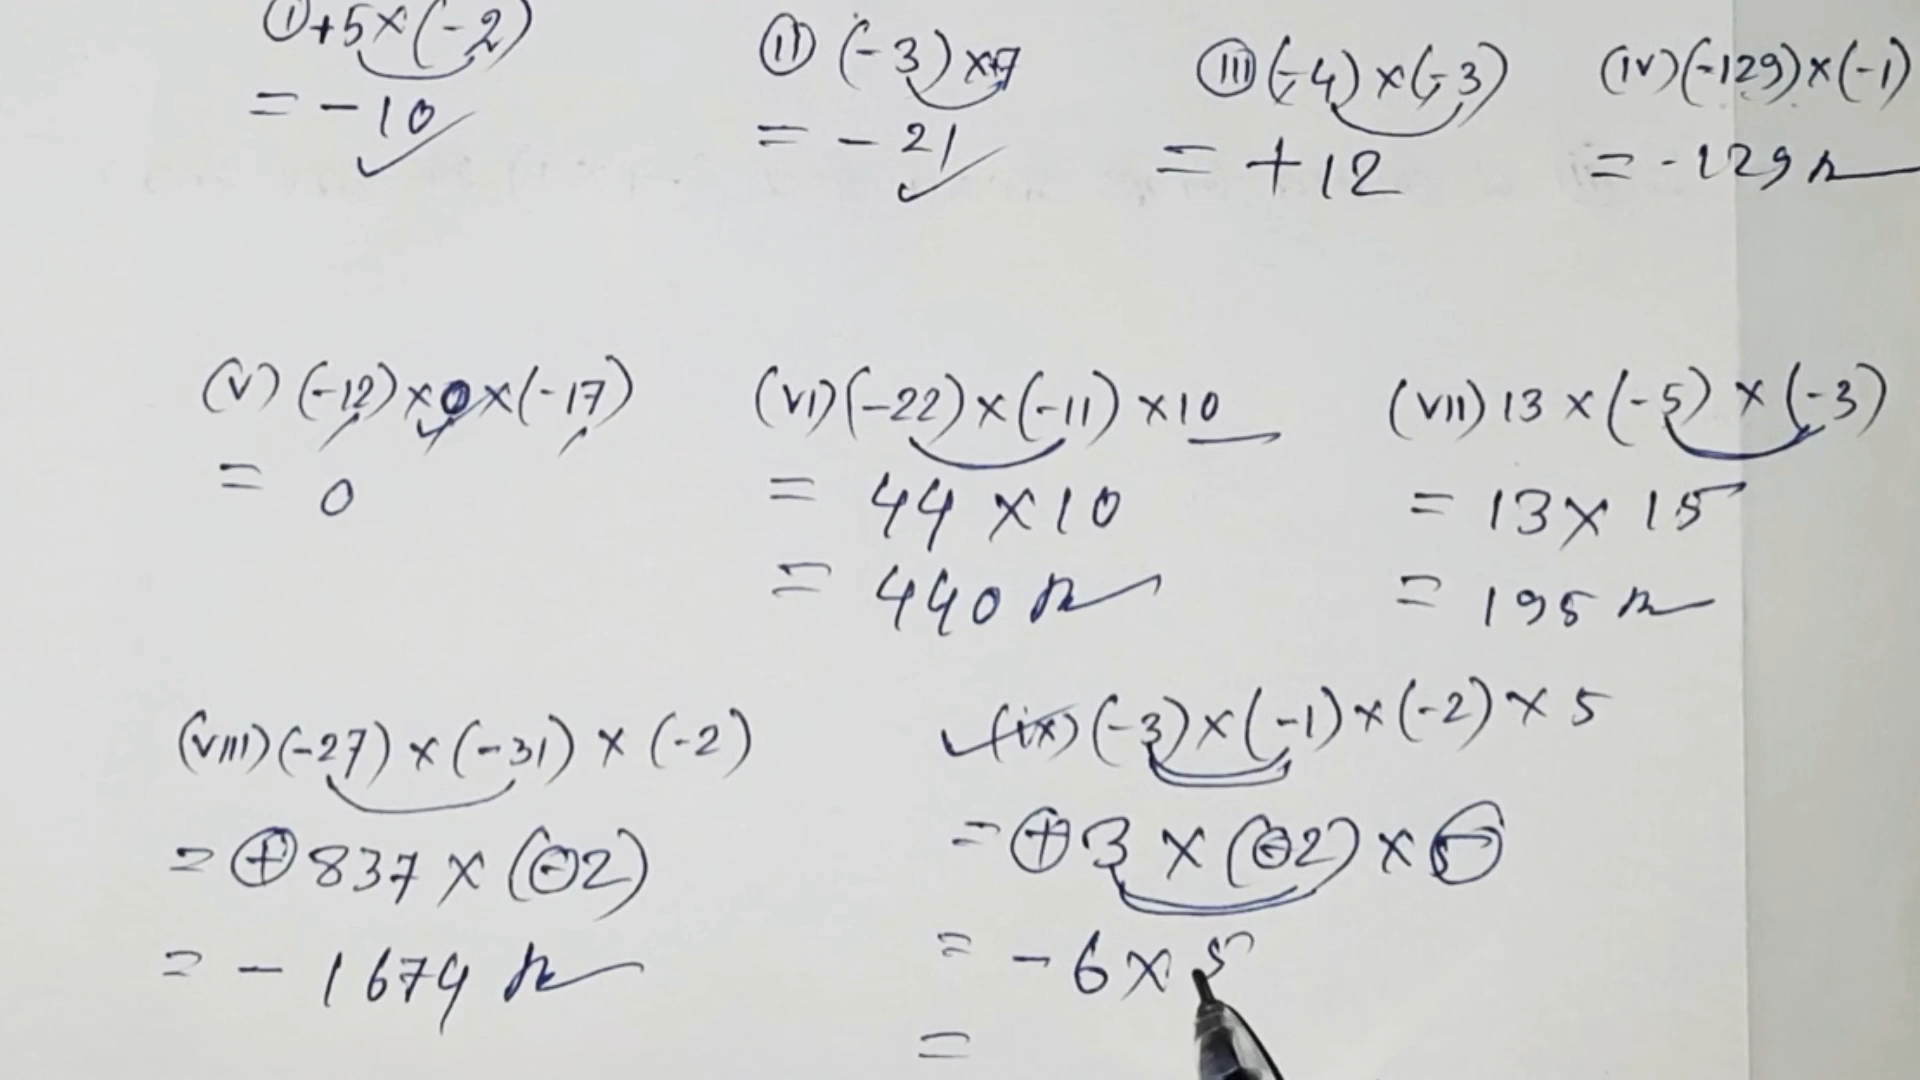 (i) +5×(-2)
= -10
(ii) (-3)×+7
= -21
(iii) (-4)×(-3)
= +12
(iv) (-129)×(-1)
= -129
(v) (-12)×0×(-17)
= 0
(vi) (-22)×(-11)×10
= 44×10
= 440
(vii) 13×(-5)×(-3)
= 13×15
= 195
(viii) (-27)×(-31)×(-2)
= +837×(-2)
= -1674
(ix) (-3)×(-1)×(-2)×5
= +3×(-2)×5
= -6×5
=